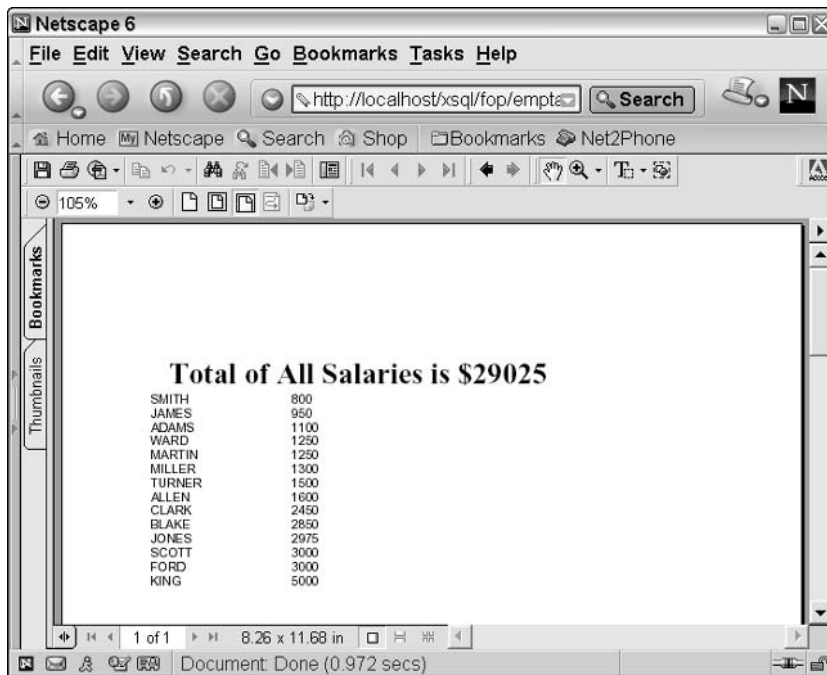 N Netscape 6
File Edit View Search Go Bookmarks Tasks Help
http://localhost/xsql/fop/empta Search N
Home My Netscape Search Shop Bookmarks Net2Phone
105%
Bookmarks
Thumbnails
Total of All Salaries is $29025
SMITH 800
JAMES 950
ADAMS 1100
WARD 1250
MARTIN 1250
MILLER 1300
TURNER 1500
ALLEN 1600
CLARK 2450
BLAKE 2850
JONES 2975
SCOTT 3000
FORD 3000
KING 5000
1 of 1 8.26 x 11.68 in
Document: Done (0.972 secs)